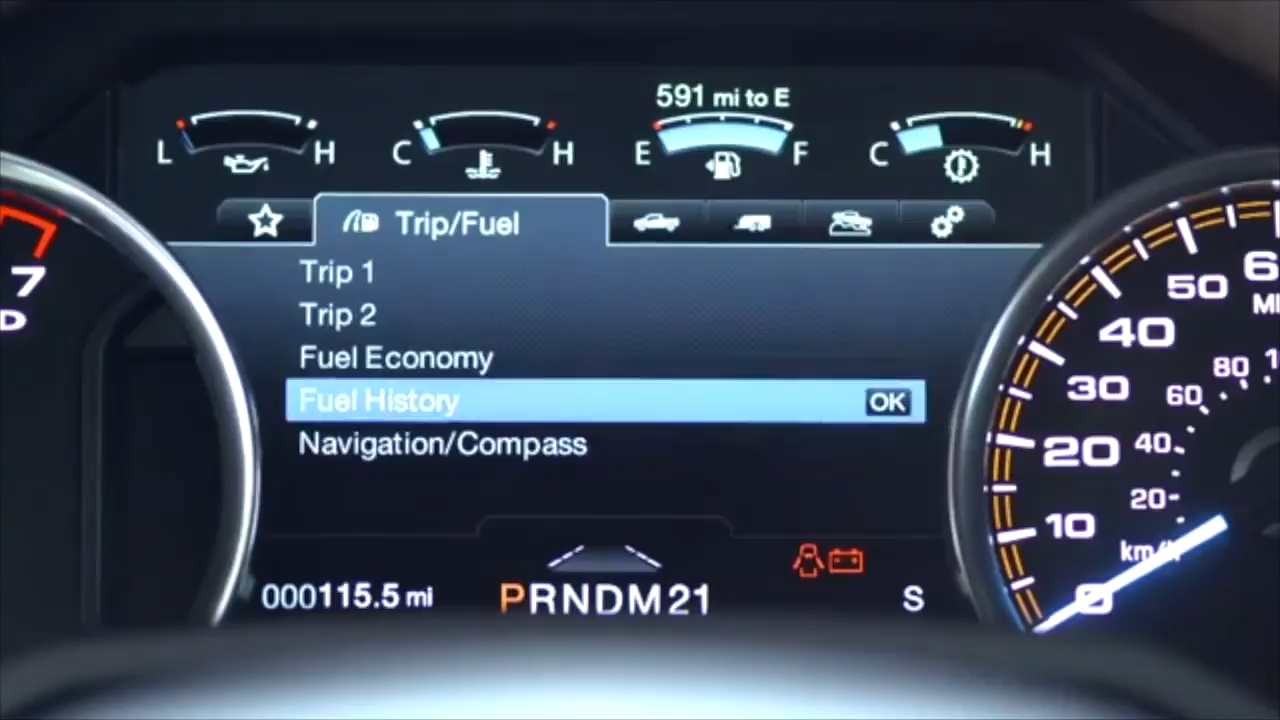 591 mi to E
L H C H E F C H
Trip/Fuel
Trip 1
Trip 2
Fuel Economy
Fuel History OK
Navigation/Compass
000115.5 mi
PRNDM21
S
7
50
40
30
20
10
0
80
60
40
20
km/